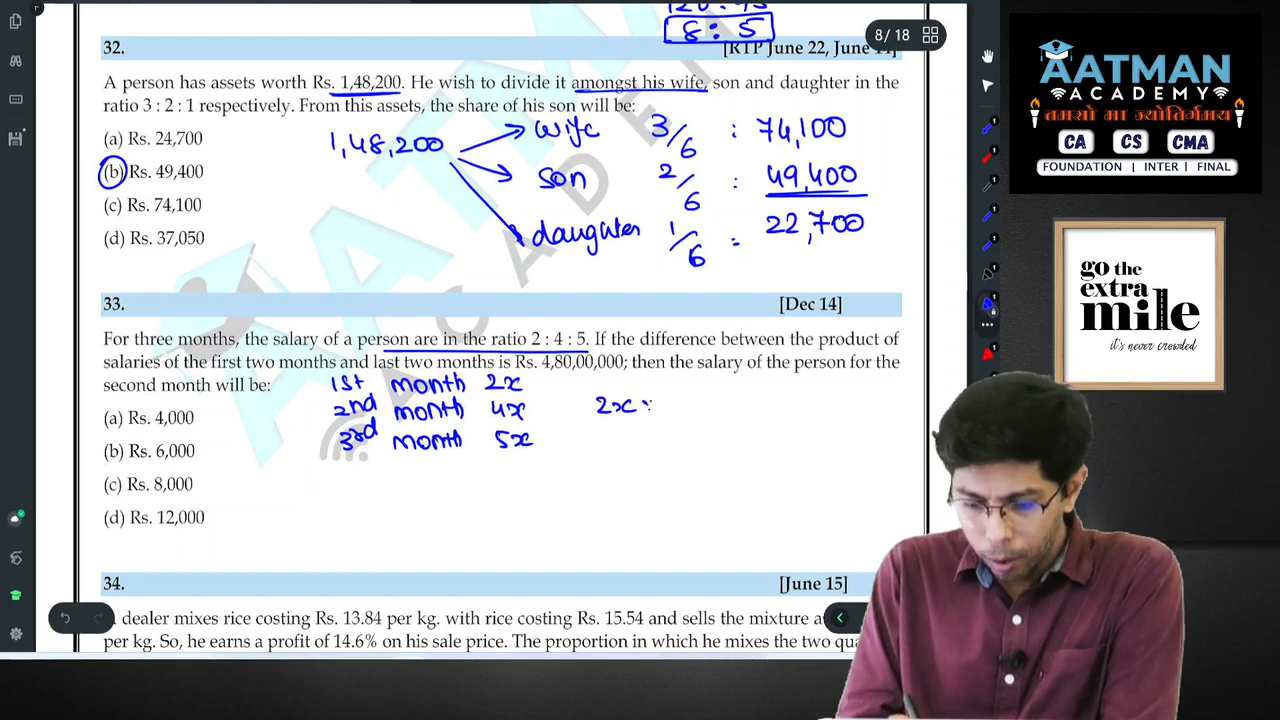 8 : 5
8 / 18
32.
[RTP June 22, June 11]
A person has assets worth Rs. 1,48,200. He wish to divide it amongst his wife, son and daughter in the
ratio 3 : 2 : 1 respectively. From this assets, the share of his son will be:
(a) Rs. 24,700
(b) Rs. 49,400
(c) Rs. 74,100
(d) Rs. 37,050
1,48,200
wife 3/6 : 74,100
son 2/6 : 49,400
daughter 1/6 = 22,700
33.
[Dec 14]
For three months, the salary of a person are in the ratio 2 : 4 : 5. If the difference between the product of
salaries of the first two months and last two months is Rs. 4,80,00,000; then the salary of the person for the
second month will be:
(a) Rs. 4,000
(b) Rs. 6,000
(c) Rs. 8,000
(d) Rs. 12,000
1st month 2x
2nd month 4x
3rd month 5x
2x
34.
[June 15]
dealer mixes rice costing Rs. 13.84 per kg. with rice costing Rs. 15.54 and sells the mixture
per kg. So, he earns a profit of 14.6% on his sale price. The proportion in which he mixes the two
AATMAN
ACADEMY
AATMAN
ACADEMY
तमसो मा ज्योतिर्गमय
CA CS CMA
FOUNDATION | INTER | FINAL
go the
extra
mile
it's never crowded